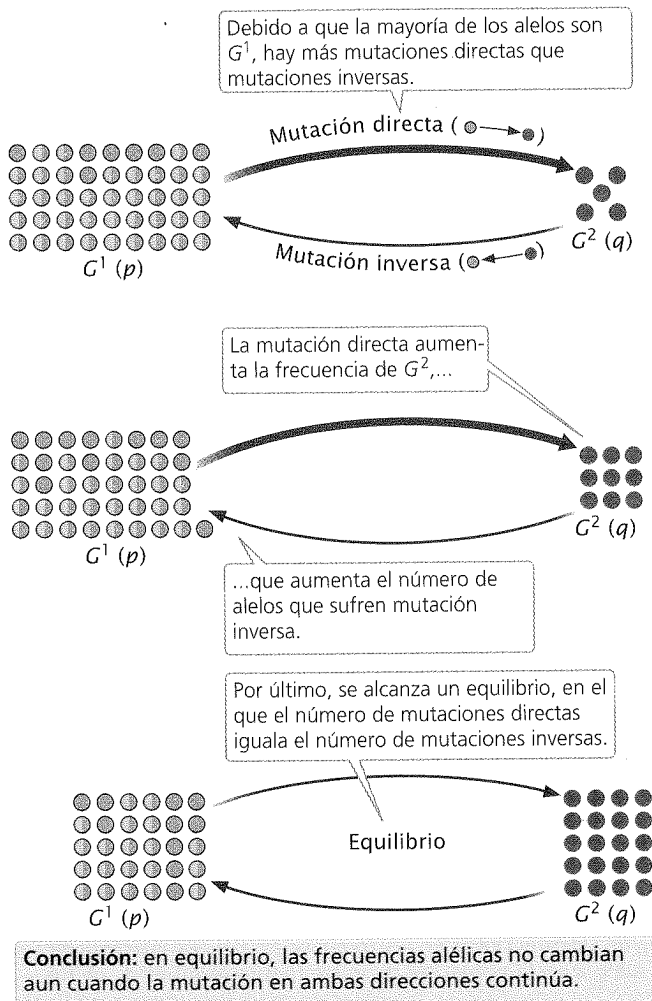 Debido a que la mayoría de los alelos son
G¹, hay más mutaciones directas que
mutaciones inversas.
Mutación directa ( )
G¹ (p)
G² (q)
Mutación inversa ( )
La mutación directa aumen-
ta la frecuencia de G²,...
G¹ (p)
G² (q)
...que aumenta el número de
alelos que sufren mutación
inversa.
Por último, se alcanza un equilibrio, en el
que el número de mutaciones directas
iguala el número de mutaciones inversas.
Equilibrio
G¹ (p)
G² (q)
Conclusión: en equilibrio, las frecuencias alélicas no cambian
aun cuando la mutación en ambas direcciones continúa.